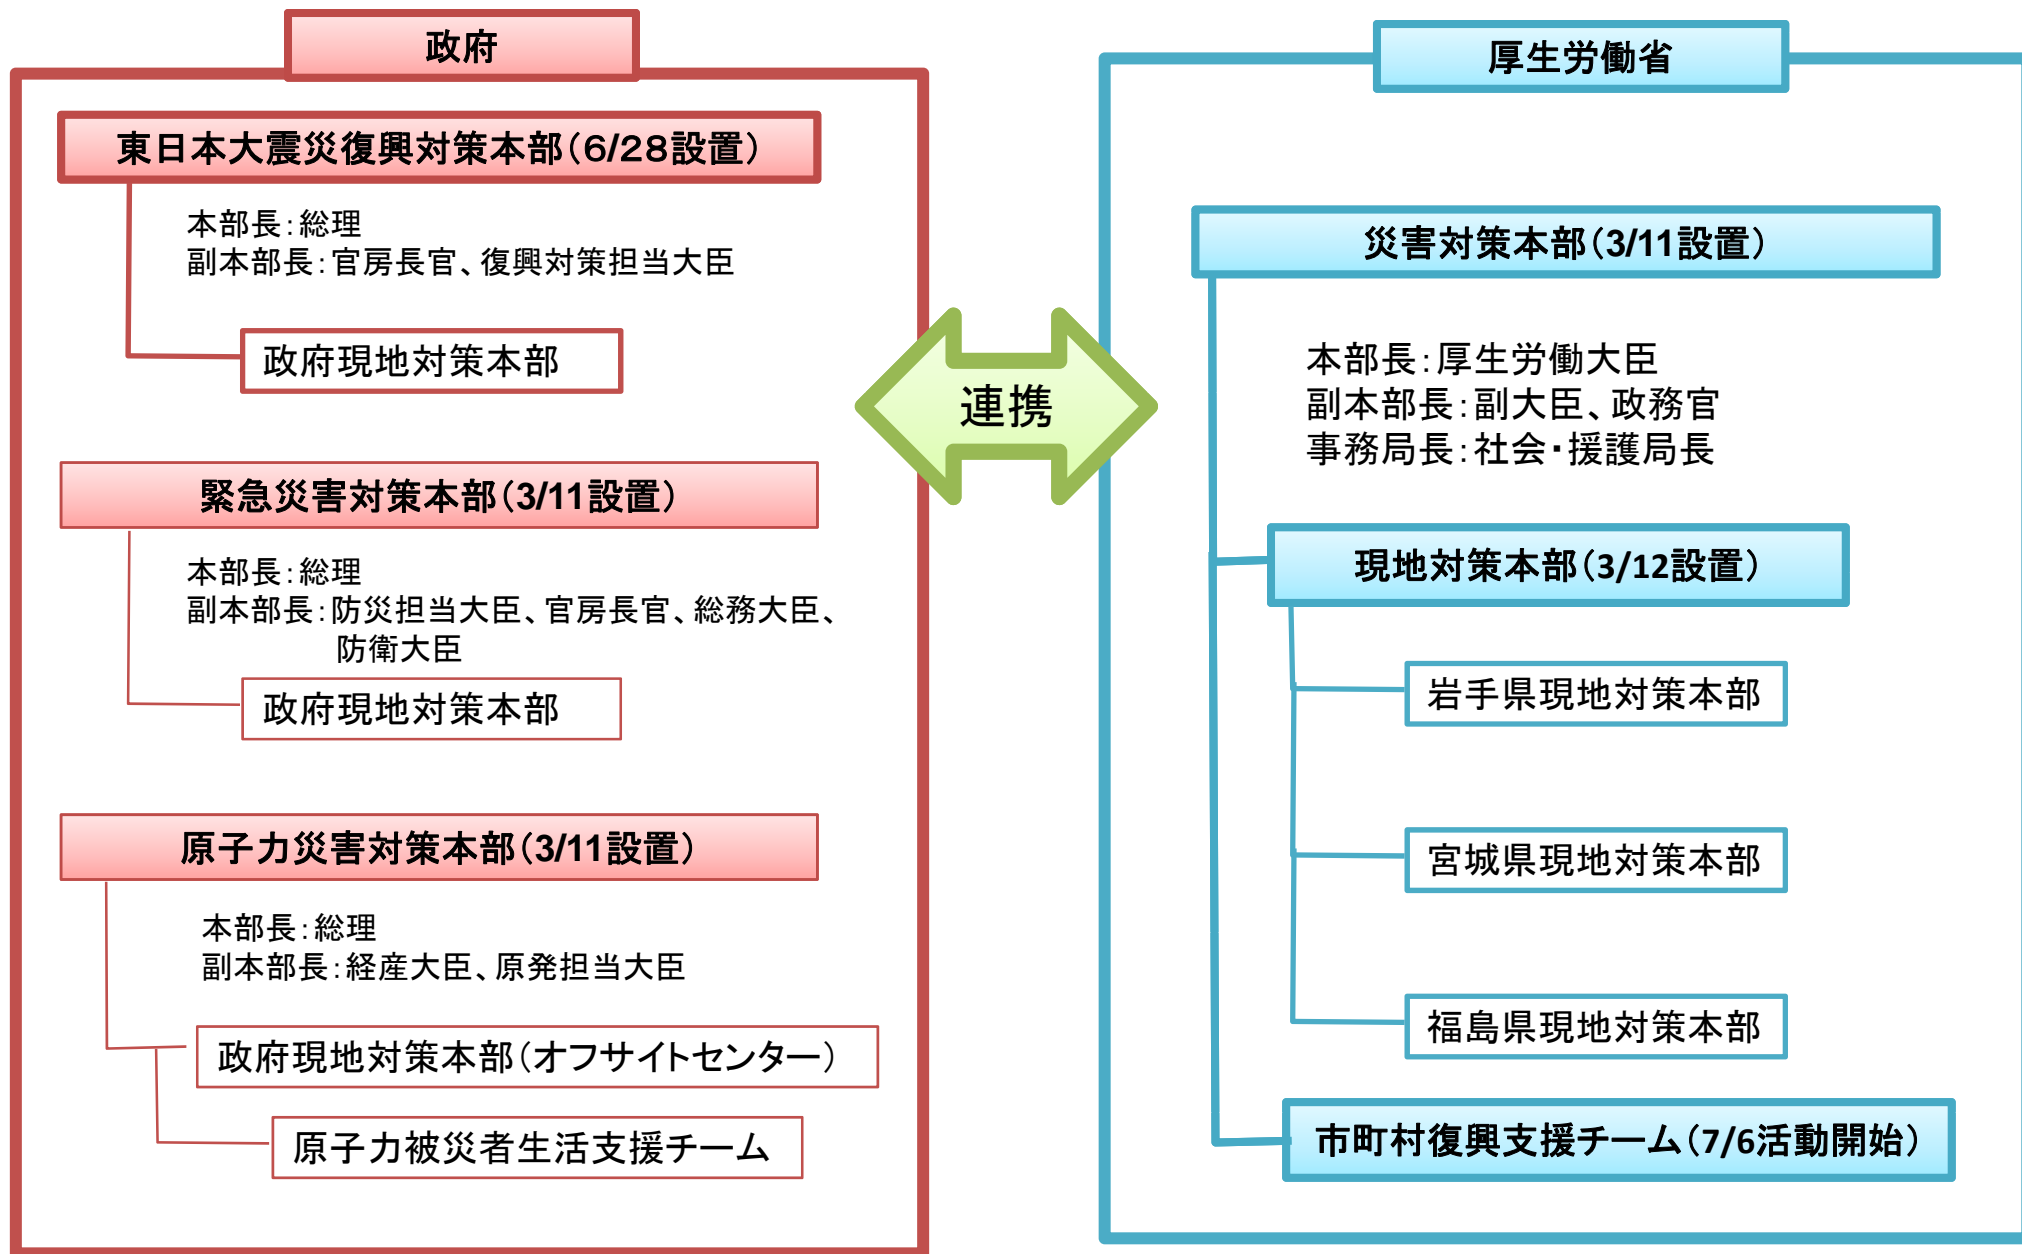 政府
東日本大震災復興対策本部（6/28設置）
本部長：総理
副本部長：官房長官、復興対策担当大臣
政府現地対策本部
緊急災害対策本部（3/11設置）
本部長：総理
副本部長：防災担当大臣、官房長官、総務大臣、
防衛大臣
政府現地対策本部
原子力災害対策本部（3/11設置）
本部長：総理
副本部長：経産大臣、原発担当大臣
政府現地対策本部（オフサイトセンター）
原子力被災者生活支援チーム
連携
厚生労働省
災害対策本部（3/11設置）
本部長：厚生労働大臣
副本部長：副大臣、政務官
事務局長：社会・援護局長
現地対策本部（3/12設置）
岩手県現地対策本部
宮城県現地対策本部
福島県現地対策本部
市町村復興支援チーム（7/6活動開始）